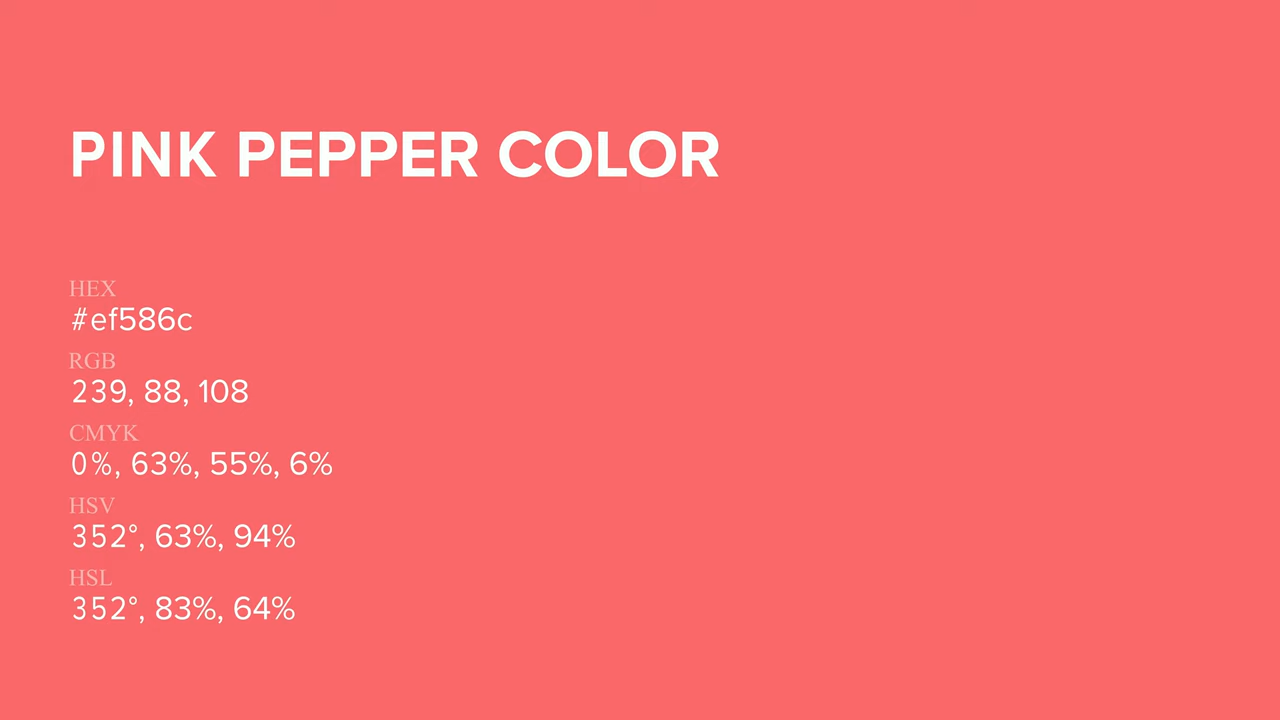 PINK PEPPER COLOR
HEX
#ef586c
RGB
239, 88, 108
CMYK
0%, 63%, 55%, 6%
HSV
352°, 63%, 94%
HSL
352°, 83%, 64%